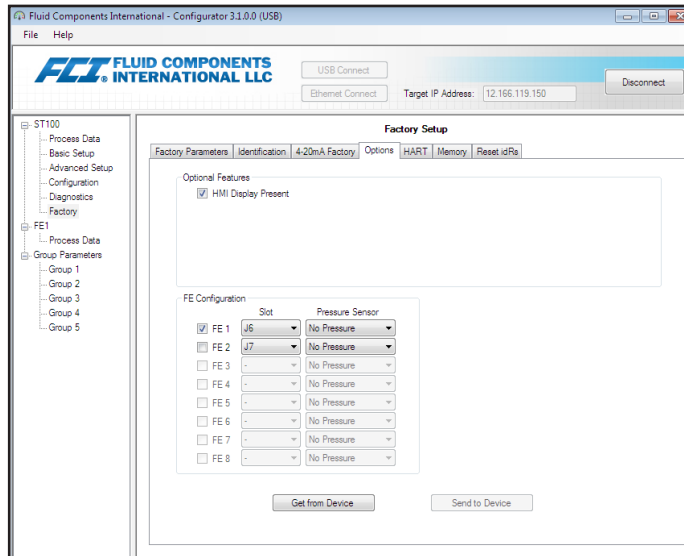 Fluid Components International - Configurator 3.1.0.0 (USB)
File Help
FCI® FLUID COMPONENTS INTERNATIONAL LLC
USB Connect
Ethernet Connect Target IP Address: 12.166.119.150 Disconnect
ST100
Process Data
Basic Setup
Advanced Setup
Configuration
Diagnostics
Factory
FE1
Process Data
Group Parameters
Group 1
Group 2
Group 3
Group 4
Group 5
Factory Setup
Factory Parameters Identification 4-20mA Factory Options HART Memory Reset idRs
Optional Features
HMI Display Present
FE Configuration
Slot Pressure Sensor
FE 1 J6 No Pressure
FE 2 J7 No Pressure
FE 3 - No Pressure
FE 4 - No Pressure
FE 5 - No Pressure
FE 6 - No Pressure
FE 7 - No Pressure
FE 8 - No Pressure
Get from Device Send to Device